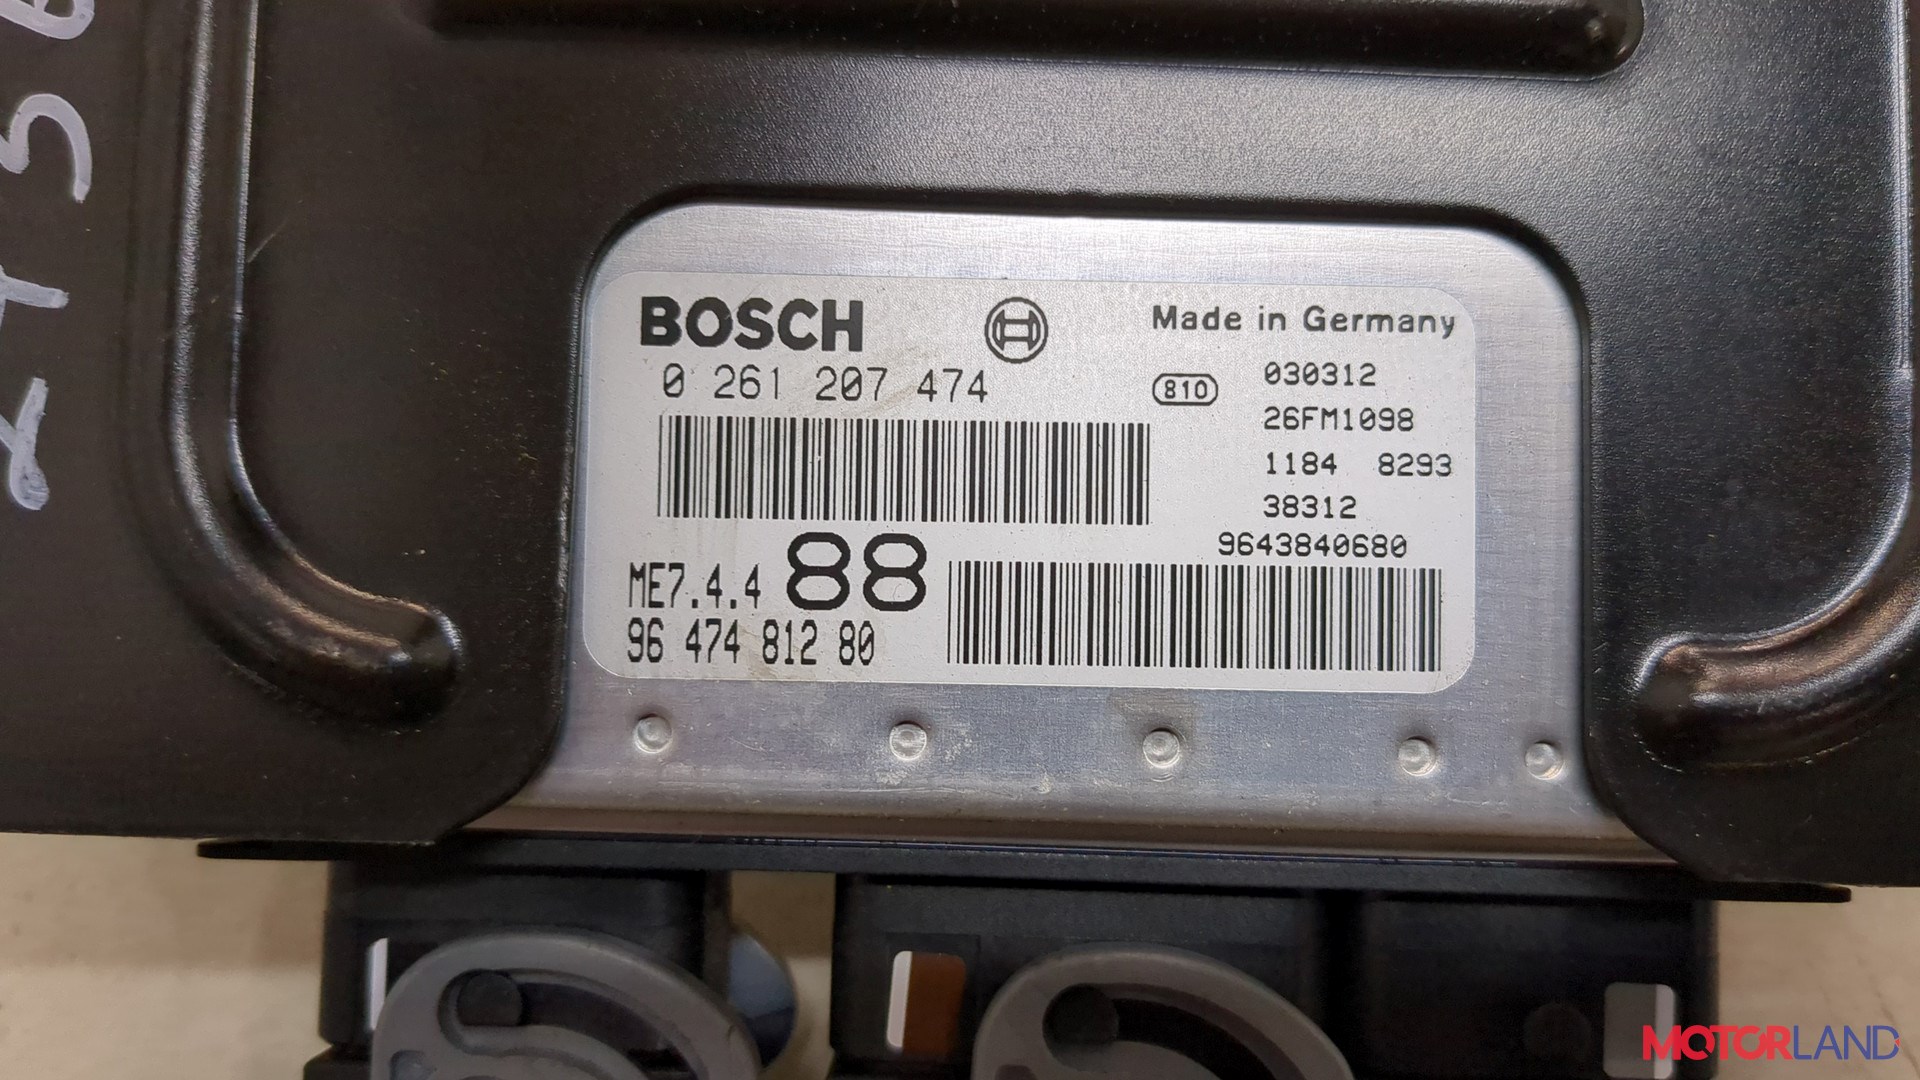 BOSCH
Made in Germany
0 261 207 474
810
030312
26FM1098
1184 8293
38312
9643840680
ME7.4.4 88
96 474 812 80
MOTORLAND